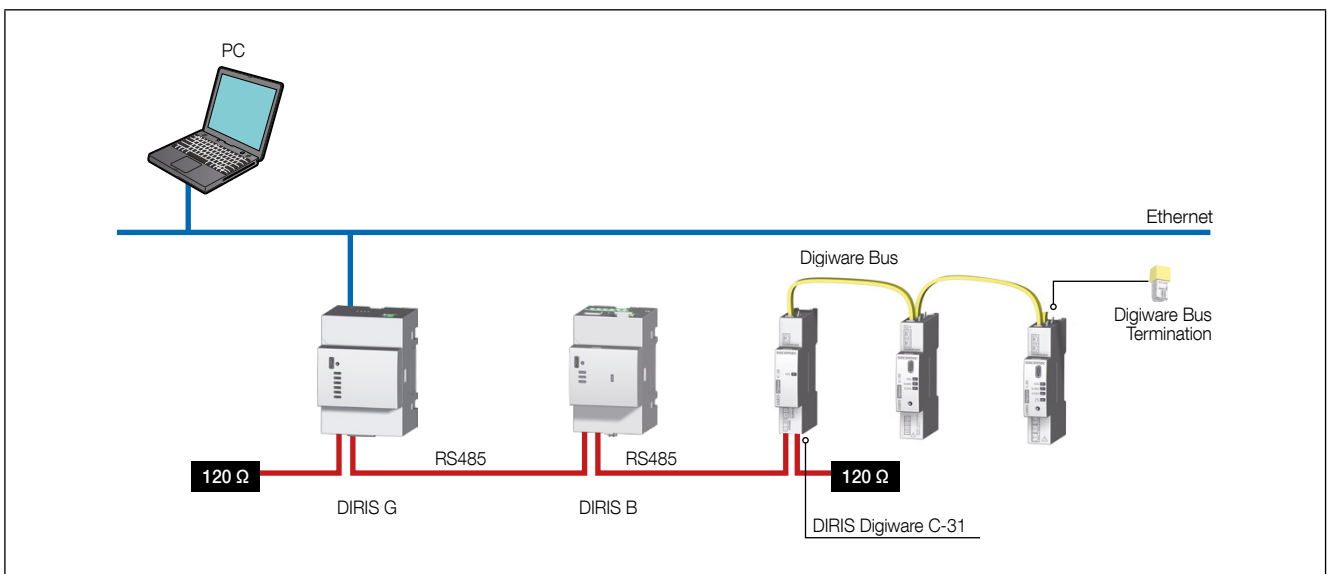 PC
Ethernet
Digiware Bus
Digiware Bus
Termination
RS485
RS485
120 Ω
120 Ω
DIRIS G
DIRIS B
DIRIS Digiware C-31